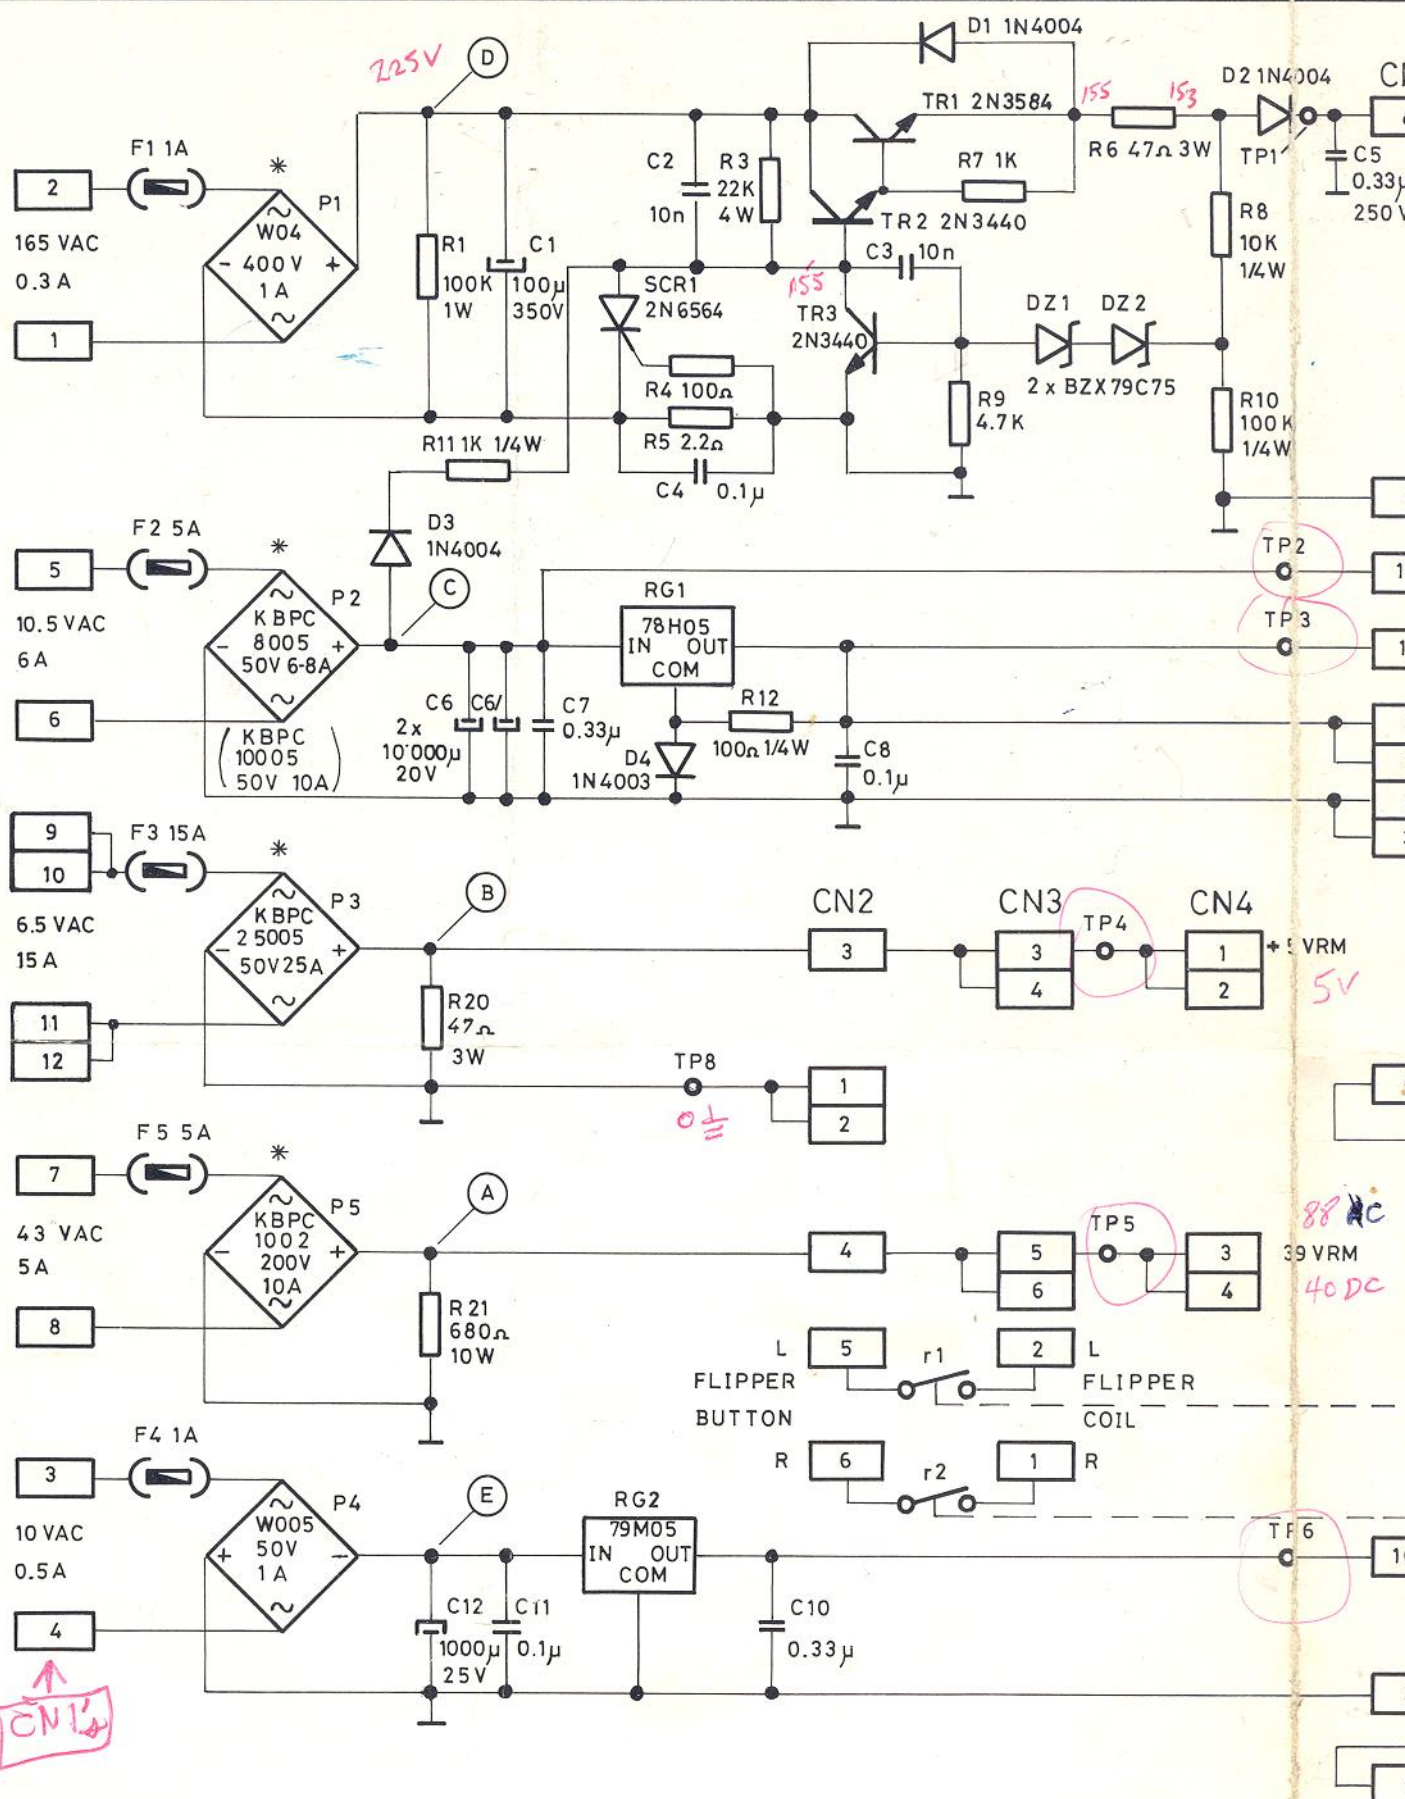 225V
D
D1 1N4004
D2 1N4004
F1 1A
*
C2
R3
22K
4W
10n
TR1 2N3584
155
153
R6 47Ω 3W
TP1
C5
0.33µ
250V
2
165 VAC
0.3 A
1
P1
~
W04
- 400V +
1A
~
R1
100K
1W
C1
100µ
350V
R7 1K
TR2 2N3440
R8
10K
1/4W
C3 10n
155
SCR1
2N6564
TR3
2N3440
DZ1 DZ2
2 x BZX79C75
R4 100Ω
R5 2.2Ω
C4 0.1µ
R9
4.7K
R10
100K
1/4W
R11 1K 1/4W
D3
1N4004
F2 5A
*
C
TP2
5
10.5 VAC
6A
6
P2
~
KBPC
8005
- 50V 6-8A +
~
(KBPC
10005
50V 10A)
RG1
78H05
IN OUT
COM
TP3
1
1
C6 C6/
2x
10'000µ
20V
C7
0.33µ
R12
100Ω 1/4W
D4
1N4003
C8
0.1µ
9
10
F3 15A
*
6.5 VAC
15A
11
12
P3
~
KBPC
25005
- 50V25A +
~
B
R20
47Ω
3W
CN2
3
CN3
3
4
TP4
CN4
1
2
+ 5 VRM
5V
TP8
0
1
2
F5 5A
*
7
43 VAC
5A
8
P5
~
KBPC
1002
- 200V +
10A
~
A
R21
680Ω
10W
4
5
6
TP5
3
4
88
39 VRM
40 DC
L
5
r1
2
L
FLIPPER
BUTTON
FLIPPER
COIL
R
6
r2
1
R
F4 1A
3
10 VAC
0.5A
4
P4
~
W005
+ 50V -
1A
~
E
RG2
79M05
IN OUT
COM
TP6
C12
1000µ
25V
C11
0.1µ
C10
0.33µ
CN1's